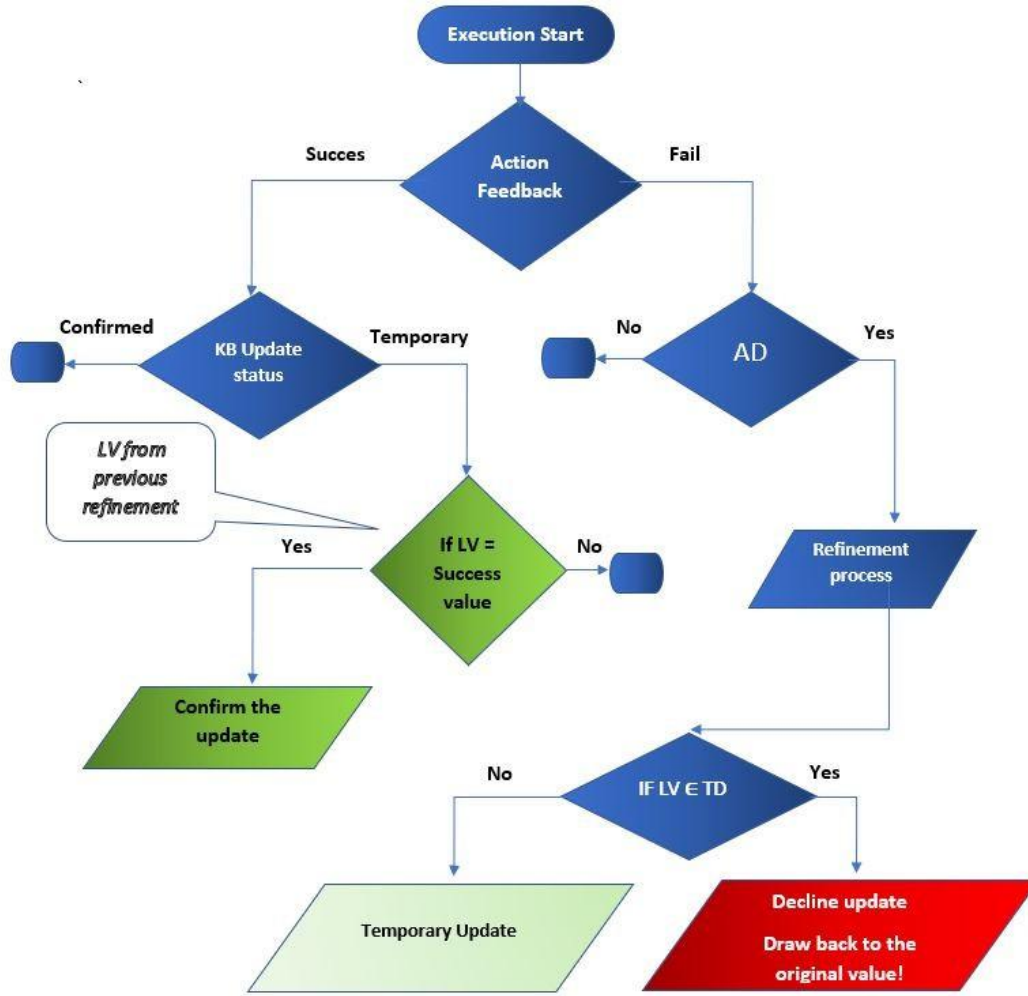 Execution Start
`
Succes
Action
Feedback
Fail
Confirmed
KB Update
status
Temporary
No
AD
Yes
LV from
previous
refinement
Yes
If LV =
Success
value
No
Refinement
process
Confirm the
update
No
IF LV ∈ TD
Yes
Temporary Update
Decline update
Draw back to the
original value!